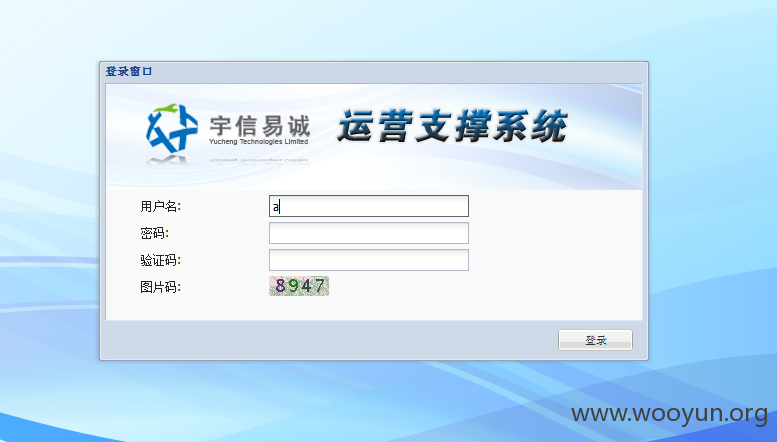 登录窗口
宇信易诚
Yucheng Technologies Limited
运营支撑系统
用户名:
a
密码:
验证码:
图片码:
8947
登录
www.wooyun.org